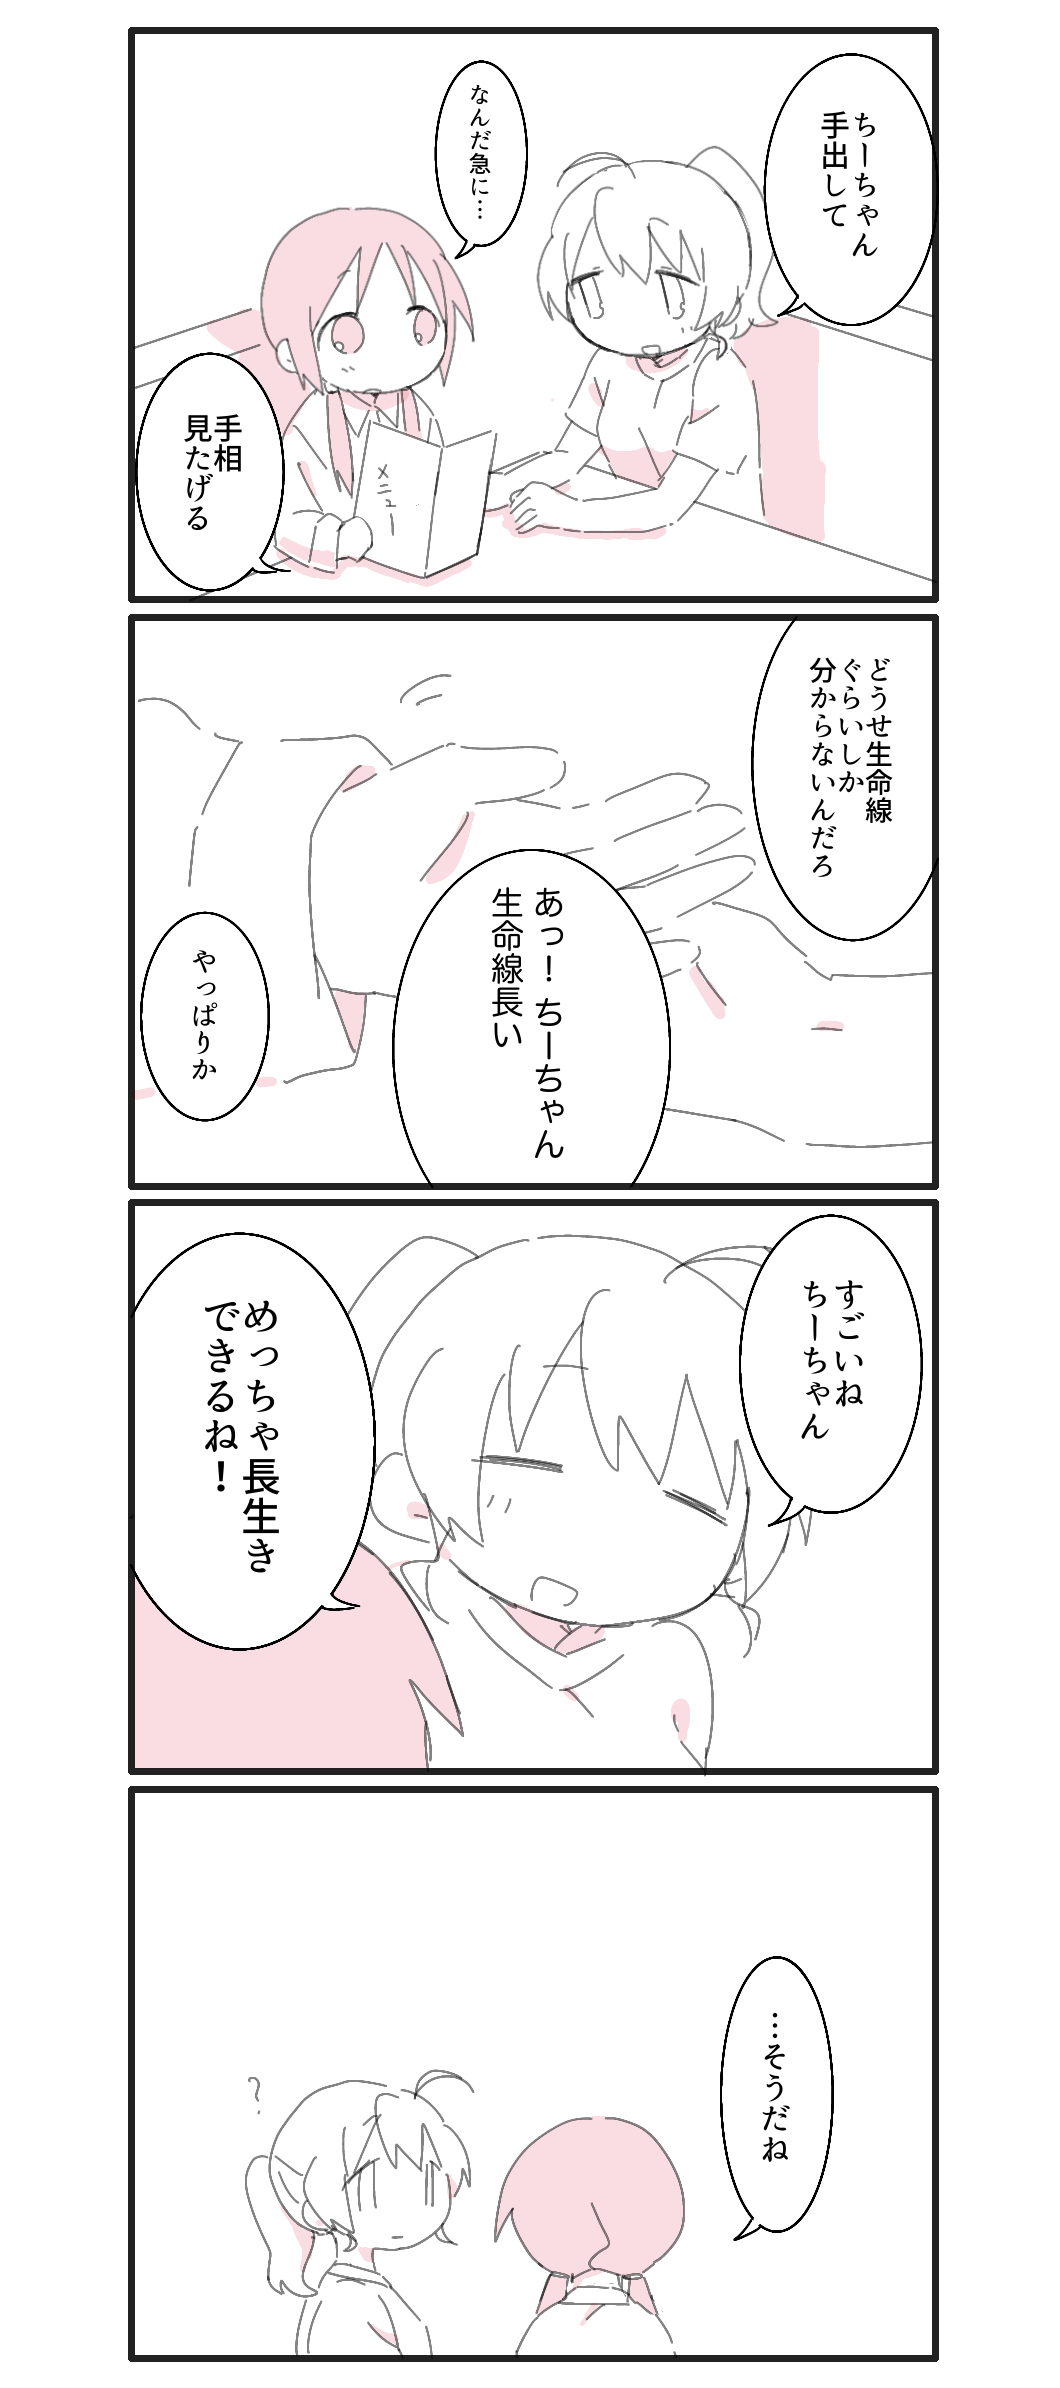 ちーちゃん
手出して
なんだ急に…
手相
見たげる
メニュー
どうせ生命線
ぐらいしか
分からないんだろ
あっ！ちーちゃん
生命線長い
やっぱりか
すごいね
ちーちゃん
めっちゃ長生き
できるね！
…そうだね
?